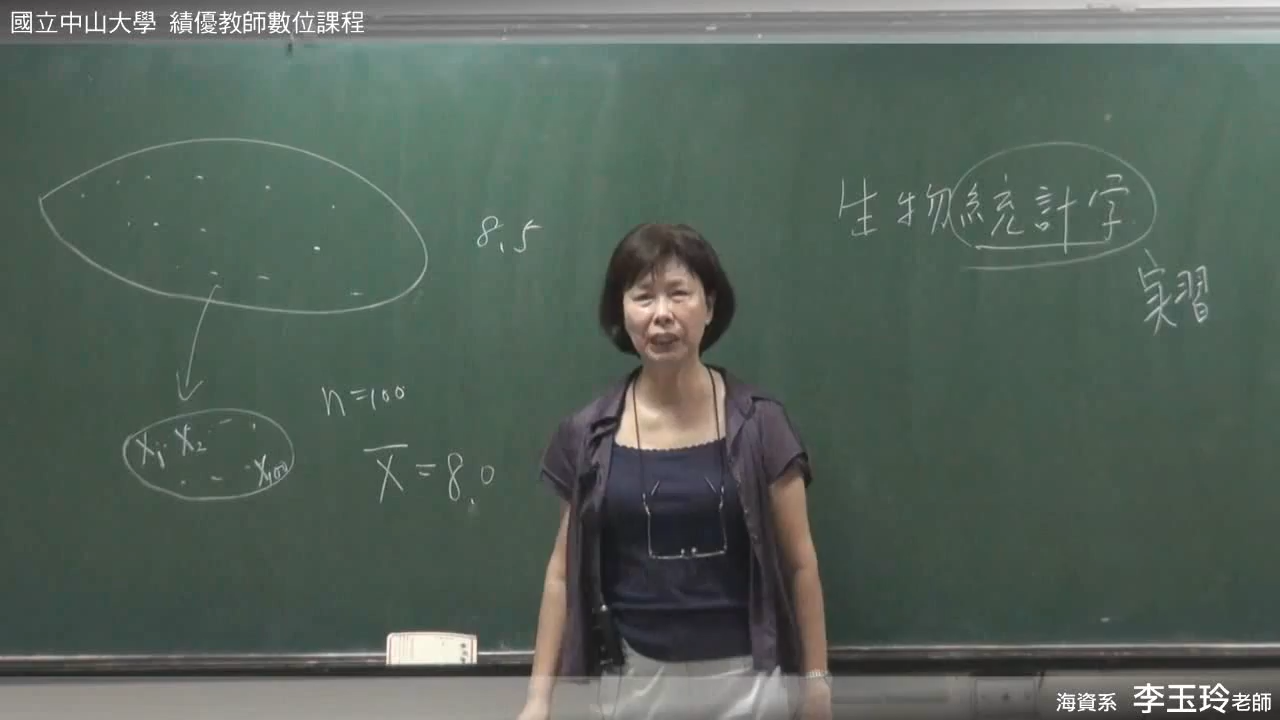 國立中山大學 績優教師數位課程
生物統計学
实習
8.5
n=100
X̅=8.0
X₁ X₂
X₁₀₀
海資系 李玉玲老師